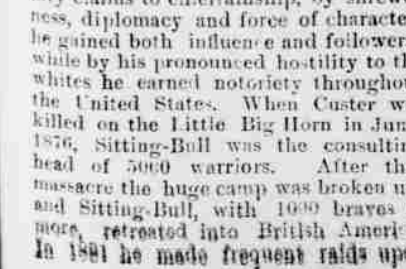 ness, diplomacy and force of characte
he gained both influence and follower
while by his pronounced hostility to th
whites he earned notoriety throughou
the United States. When Custer w
killed on the Little Big Horn in Jun
1876, Sitting-Bull was the consultin
head of 5000 warriors. After th
massacre the huge camp was broken u
and Sitting-Bull, with 1000 braves
more, retreated into British Americ
In 1881 he made frequent raids upo